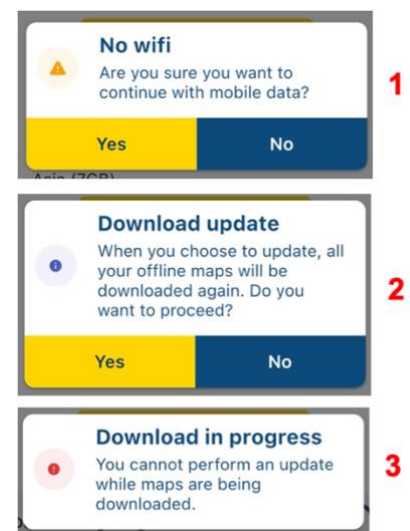 No wifi
Are you sure you want to
continue with mobile data?
1
Yes No
Asia (7GB)
Download update
When you choose to update, all
your offline maps will be
downloaded again. Do you
want to proceed?
2
Yes No
Download in progress
You cannot perform an update
while maps are being
downloaded.
3